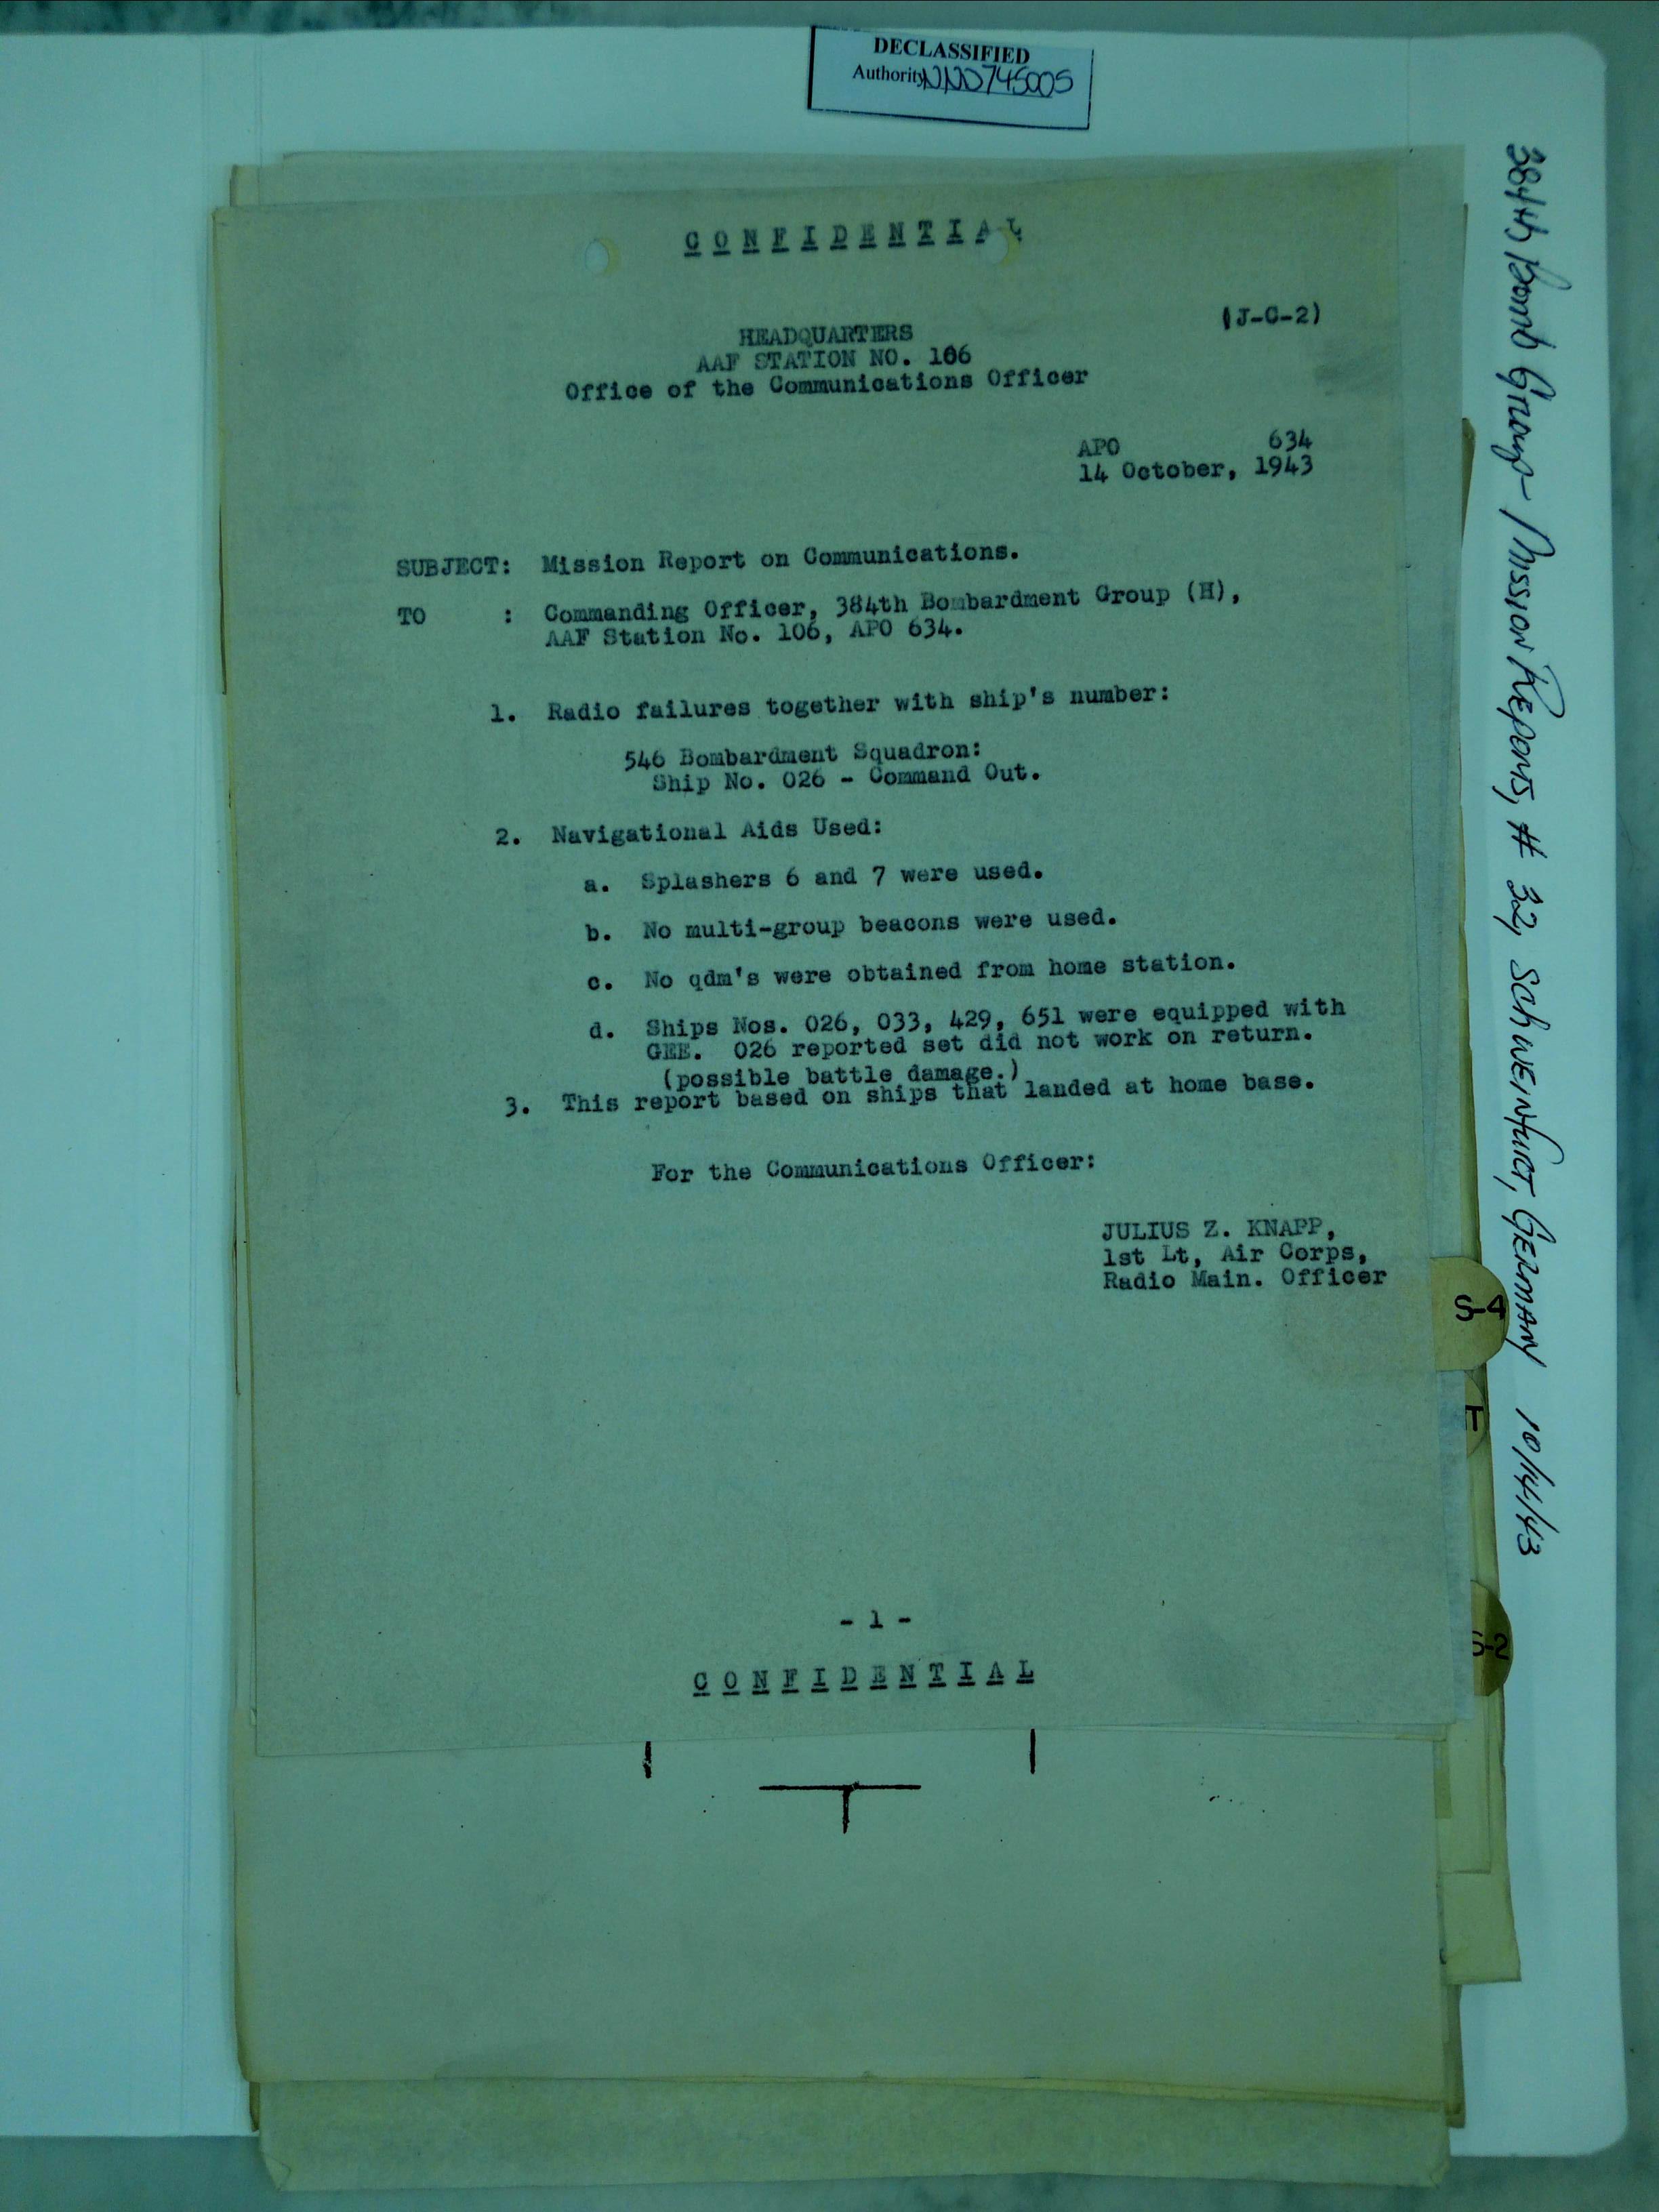 DECLASSIFIED
Authority NND745005
CONFIDENTIAL
(J-C-2)
HEADQUARTERS
AAF STATION NO. 106
Office of the Communications Officer
APO 634
14 October, 1943
SUBJECT: Mission Report on Communications.
TO : Commanding Officer, 384th Bombardment Group (H),
AAF Station No. 106, APO 634.
1. Radio failures together with ship's number:
546 Bombardment Squadron:
Ship No. 026 - Command Out.
2. Navigational Aids Used:
a. Splashers 6 and 7 were used.
b. No multi-group beacons were used.
c. No qdm's were obtained from home station.
d. Ships Nos. 026, 033, 429, 651 were equipped with
GEE. 026 reported set did not work on return.
(possible battle damage.)
3. This report based on ships that landed at home base.
For the Communications Officer:
JULIUS Z. KNAPP,
1st Lt, Air Corps,
Radio Main. Officer
- 1 -
CONFIDENTIAL
S-4
T
S-2
384th Bomb Group - Mission Reports, # 32, Schweinfurt, Germany 10/14/43